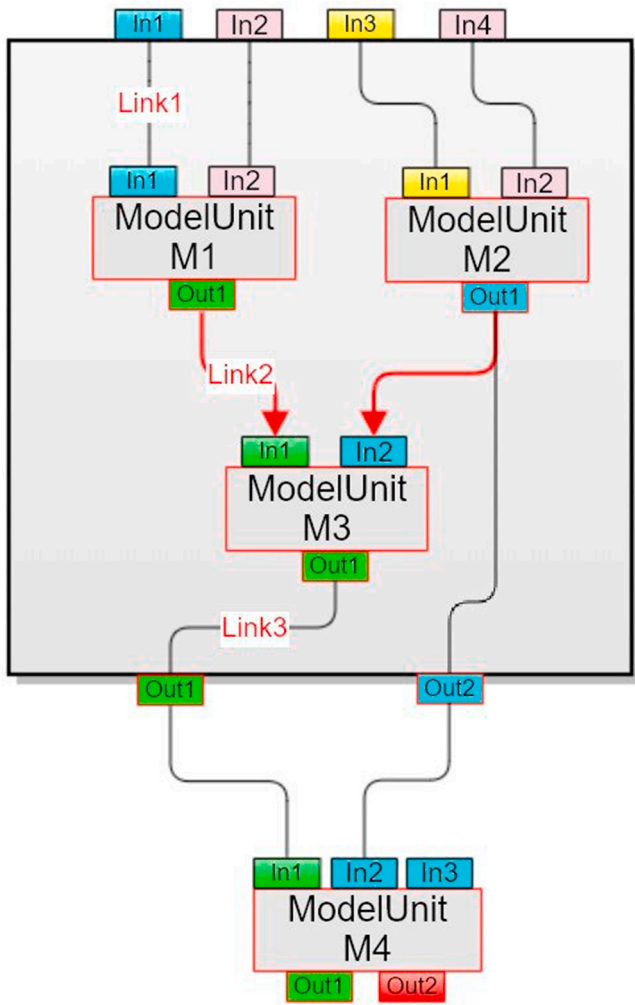 In1 In2 In3 In4
Link1
In1 In2 In1 In2
ModelUnit
M1
ModelUnit
M2
Out1 Out1
Link2
In1 In2
ModelUnit
M3
Out1
Link3
Out1 Out2
In1 In2 In3
ModelUnit
M4
Out1 Out2